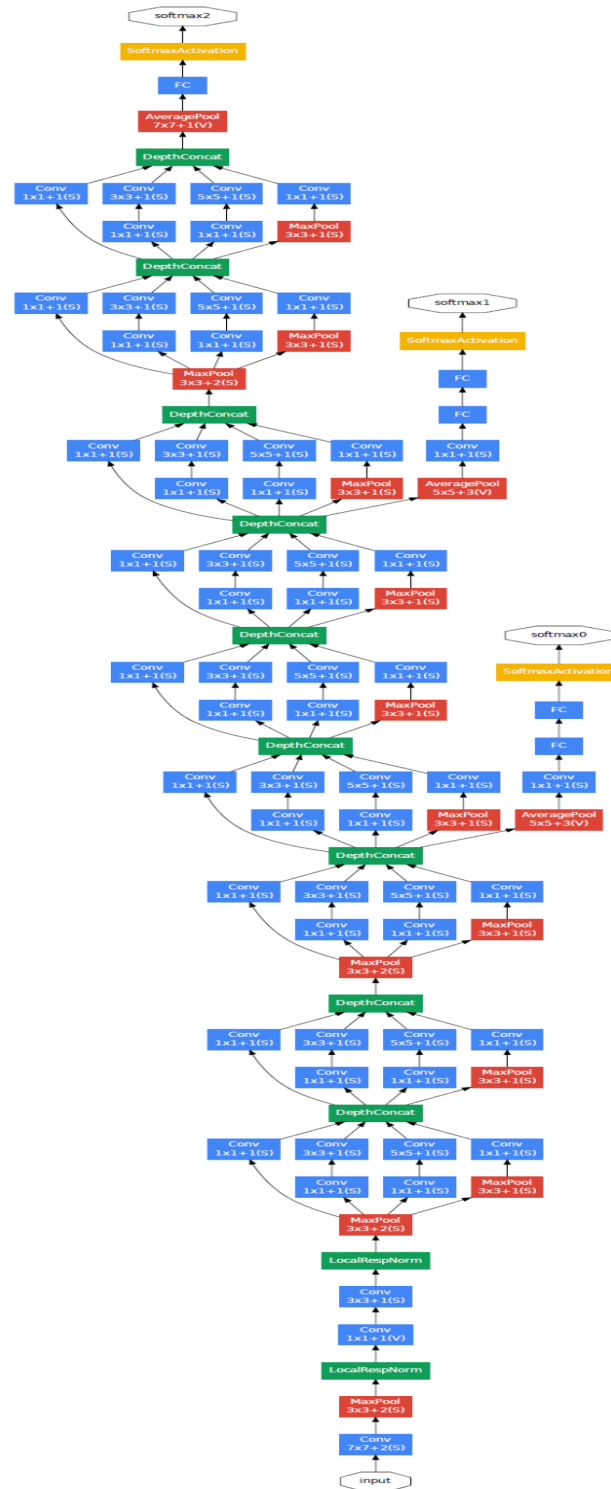 softmax2
SoftmaxActivation
FC
AveragePool
7x7+1(V)
DepthConcat
Conv Conv Conv Conv
1x1+1(S) 3x3+1(S) 5x5+1(S) 1x1+1(S)
Conv Conv MaxPool
1x1+1(S) 1x1+1(S) 3x3+1(S)
DepthConcat
Conv Conv Conv Conv
1x1+1(S) 3x3+1(S) 5x5+1(S) 1x1+1(S)
softmax1
Conv Conv MaxPool
1x1+1(S) 1x1+1(S) 3x3+1(S)
SoftmaxActivation
MaxPool
3x3+2(S)
FC
DepthConcat
FC
Conv Conv Conv Conv Conv
1x1+1(S) 3x3+1(S) 5x5+1(S) 1x1+1(S) 1x1+1(S)
Conv Conv MaxPool AveragePool
1x1+1(S) 1x1+1(S) 3x3+1(S) 5x5+3(V)
DepthConcat
Conv Conv Conv Conv
1x1+1(S) 3x3+1(S) 5x5+1(S) 1x1+1(S)
Conv Conv MaxPool
1x1+1(S) 1x1+1(S) 3x3+1(S)
DepthConcat
softmax0
Conv Conv Conv Conv
1x1+1(S) 3x3+1(S) 5x5+1(S) 1x1+1(S)
SoftmaxActivation
Conv Conv MaxPool
1x1+1(S) 1x1+1(S) 3x3+1(S)
FC
DepthConcat
FC
Conv Conv Conv Conv Conv
1x1+1(S) 3x3+1(S) 5x5+1(S) 1x1+1(S) 1x1+1(S)
Conv Conv MaxPool AveragePool
1x1+1(S) 1x1+1(S) 3x3+1(S) 5x5+3(V)
DepthConcat
Conv Conv Conv Conv
1x1+1(S) 3x3+1(S) 5x5+1(S) 1x1+1(S)
Conv Conv MaxPool
1x1+1(S) 1x1+1(S) 3x3+1(S)
MaxPool
3x3+2(S)
DepthConcat
Conv Conv Conv Conv
1x1+1(S) 3x3+1(S) 5x5+1(S) 1x1+1(S)
Conv Conv MaxPool
1x1+1(S) 1x1+1(S) 3x3+1(S)
DepthConcat
Conv Conv Conv Conv
1x1+1(S) 3x3+1(S) 5x5+1(S) 1x1+1(S)
Conv Conv MaxPool
1x1+1(S) 1x1+1(S) 3x3+1(S)
MaxPool
3x3+2(S)
LocalRespNorm
Conv
3x3+1(S)
Conv
1x1+1(V)
LocalRespNorm
MaxPool
3x3+2(S)
Conv
7x7+2(S)
input